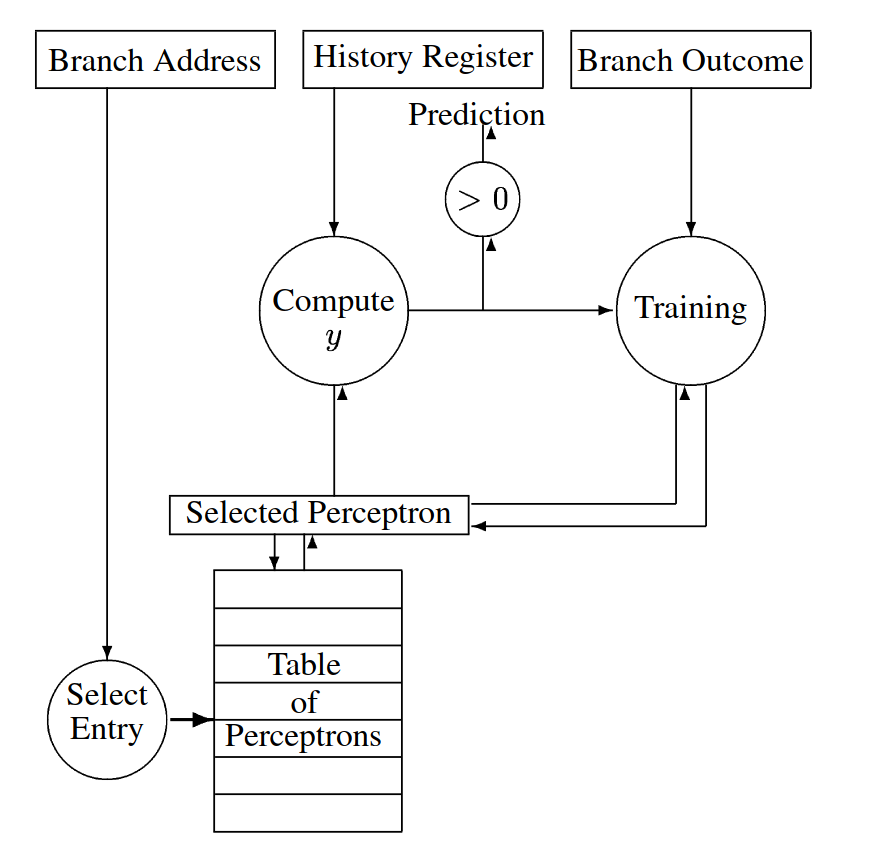 Branch Address
History Register
Branch Outcome
Prediction
> 0
Compute
y
Training
Selected Perceptron
Table
of
Perceptrons
Select
Entry